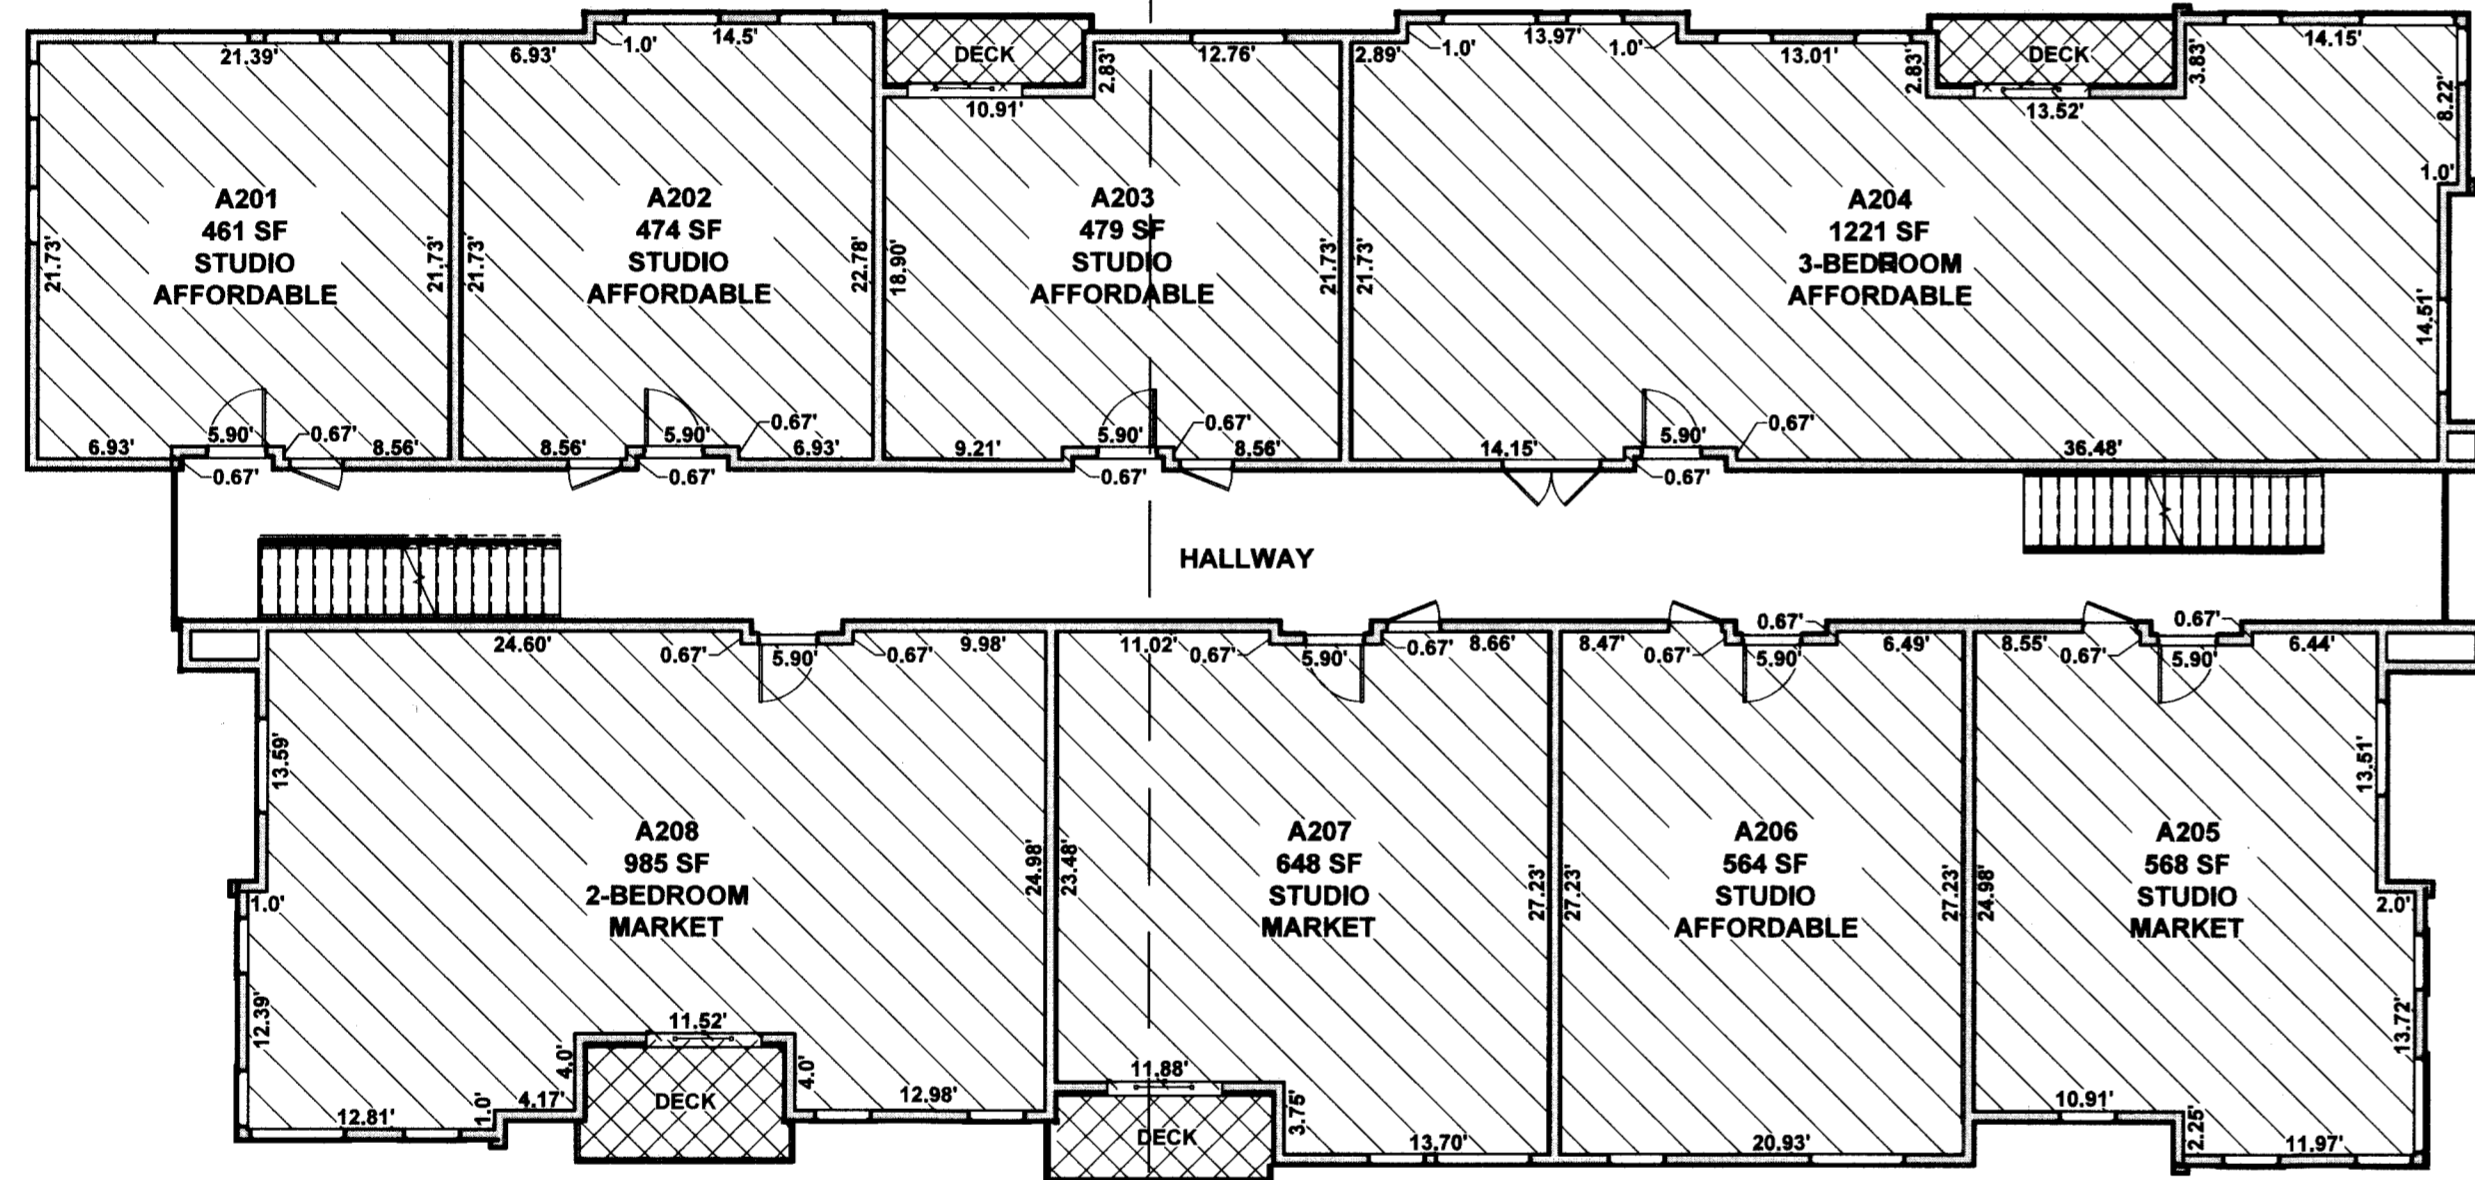 21.39'
6.93'
1.0'
14.5'
DECK
10.91'
2.83'
12.76'
2.89'
1.0'
13.97'
1.0'
13.01'
2.83'
DECK
13.52'
3.83'
14.15'
8.22'
1.0'
A201
461 SF
STUDIO
AFFORDABLE
21.73'
21.73'
6.93'
5.90'
0.67'
8.56'
0.67'
A202
474 SF
STUDIO
AFFORDABLE
21.73'
22.78'
8.56'
5.90'
0.67'
6.93'
0.67'
A203
479 SF
STUDIO
AFFORDABLE
18.90'
21.73'
9.21'
5.90'
0.67'
8.56'
0.67'
A204
1221 SF
3-BEDROOM
AFFORDABLE
21.73'
14.51'
14.15'
5.90'
0.67'
36.48'
0.67'
HALLWAY
24.60'
0.67'
5.90'
0.67'
9.98'
13.59'
A208
985 SF
2-BEDROOM
MARKET
24.98'
1.0'
12.39'
12.81'
1.0'
4.17'
4.0'
11.52'
DECK
4.0'
12.98'
11.02'
0.67'
5.90'
0.67'
8.66'
A207
648 SF
STUDIO
MARKET
23.48'
27.23'
11.88'
DECK
3.75'
13.70'
8.47'
0.67'
5.90'
0.67'
6.49'
A206
564 SF
STUDIO
AFFORDABLE
27.23'
27.23'
20.93'
8.55'
0.67'
5.90'
0.67'
6.44'
13.51'
A205
568 SF
STUDIO
MARKET
24.98'
2.0'
13.72'
10.91'
2.25'
11.97'